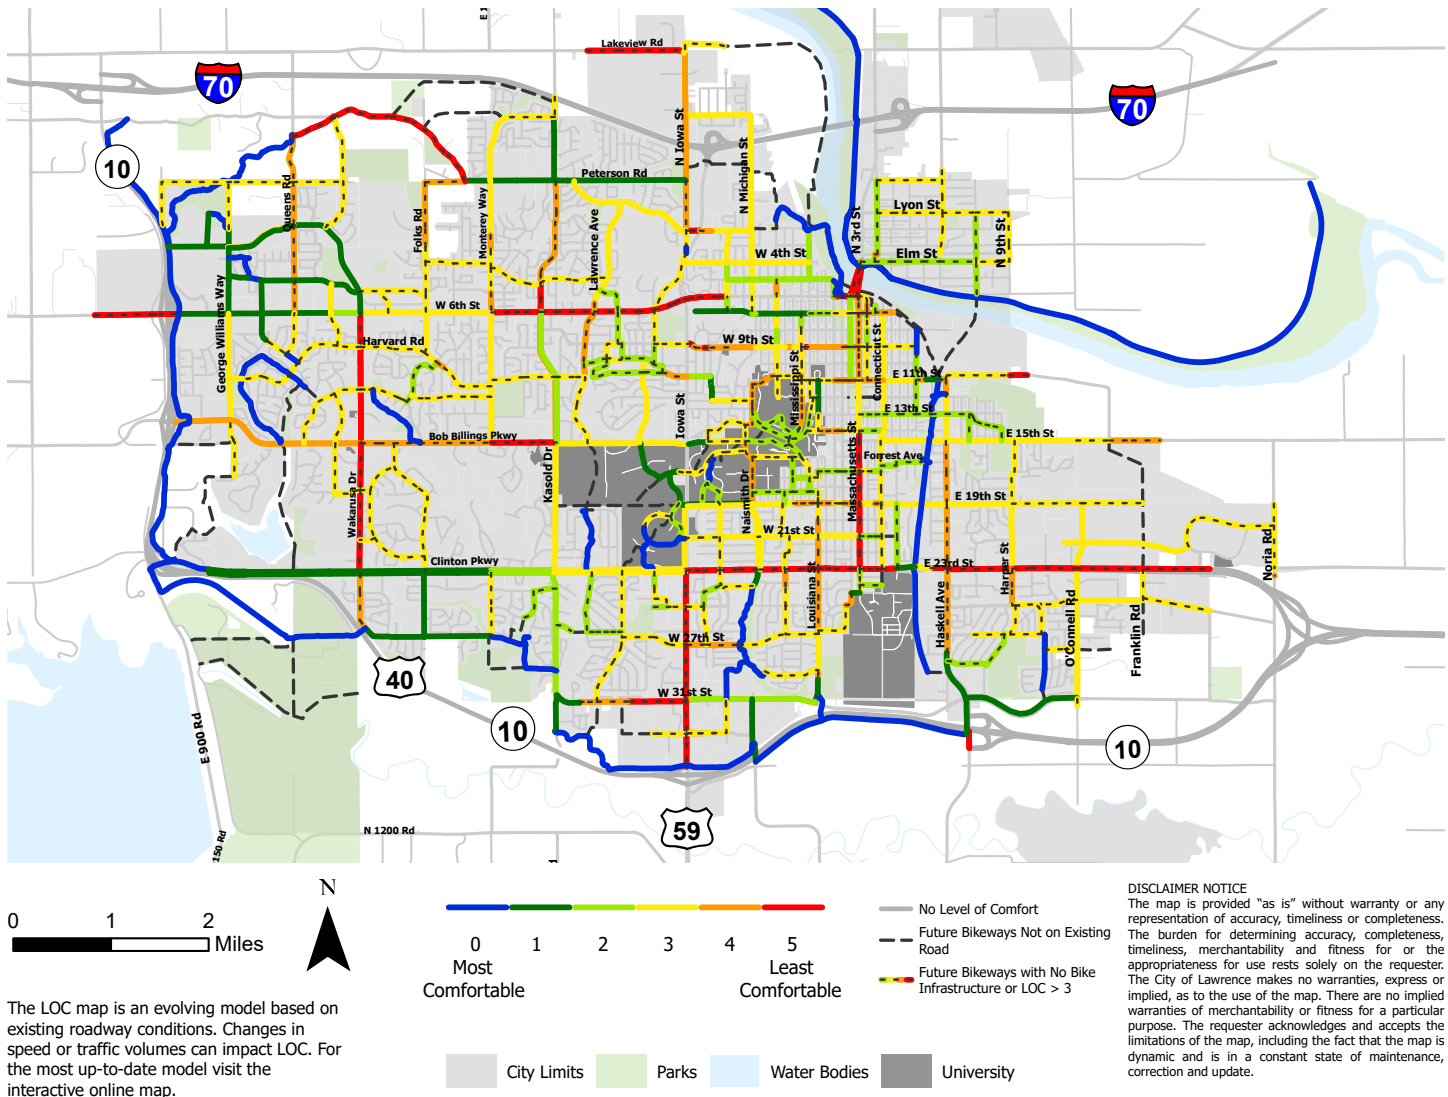 E 1
Lakeview Rd
70
70
N Iowa St
N Michigan St
10
Peterson Rd
Queens Rd
Folks Rd
Monterey Way
Lawrence Ave
Lyon St
N 3rd St
N 9th St
W 4th St
Elm St
George Williams Way
W 6th St
Harvard Rd
W 9th St
Mississippi St
Connecticut St
E 11th St
E 13th St
Iowa St
Bob Billings Pkwy
E 15th St
Kasold Dr
Massachusetts St
Forrest Ave
Wakarusa Dr
Naismith Dr
E 19th St
W 21st St
Clinton Pkwy
E 23rd St
Noria Rd
Harper St
Louisiana St
Haskell Ave
O'Connell Rd
Franklin Rd
W 27th St
40
W 31st St
10
10
E 900 Rd
59
N 1200 Rd
150 Rd
N
0 1 2
Miles
The LOC map is an evolving model based on
existing roadway conditions. Changes in
speed or traffic volumes can impact LOC. For
the most up-to-date model visit the
interactive online map.
0 1 2 3 4 5
Most
Comfortable
Least
Comfortable
No Level of Comfort
Future Bikeways Not on Existing
Road
Future Bikeways with No Bike
Infrastructure or LOC > 3
City Limits
Parks
Water Bodies
University
DISCLAIMER NOTICE
The map is provided “as is” without warranty or any
representation of accuracy, timeliness or completeness.
The burden for determining accuracy, completeness,
timeliness, merchantability and fitness for or the
appropriateness for use rests solely on the requester.
The City of Lawrence makes no warranties, express or
implied, as to the use of the map. There are no implied
warranties of merchantability or fitness for a particular
purpose. The requester acknowledges and accepts the
limitations of the map, including the fact that the map is
dynamic and is in a constant state of maintenance,
correction and update.